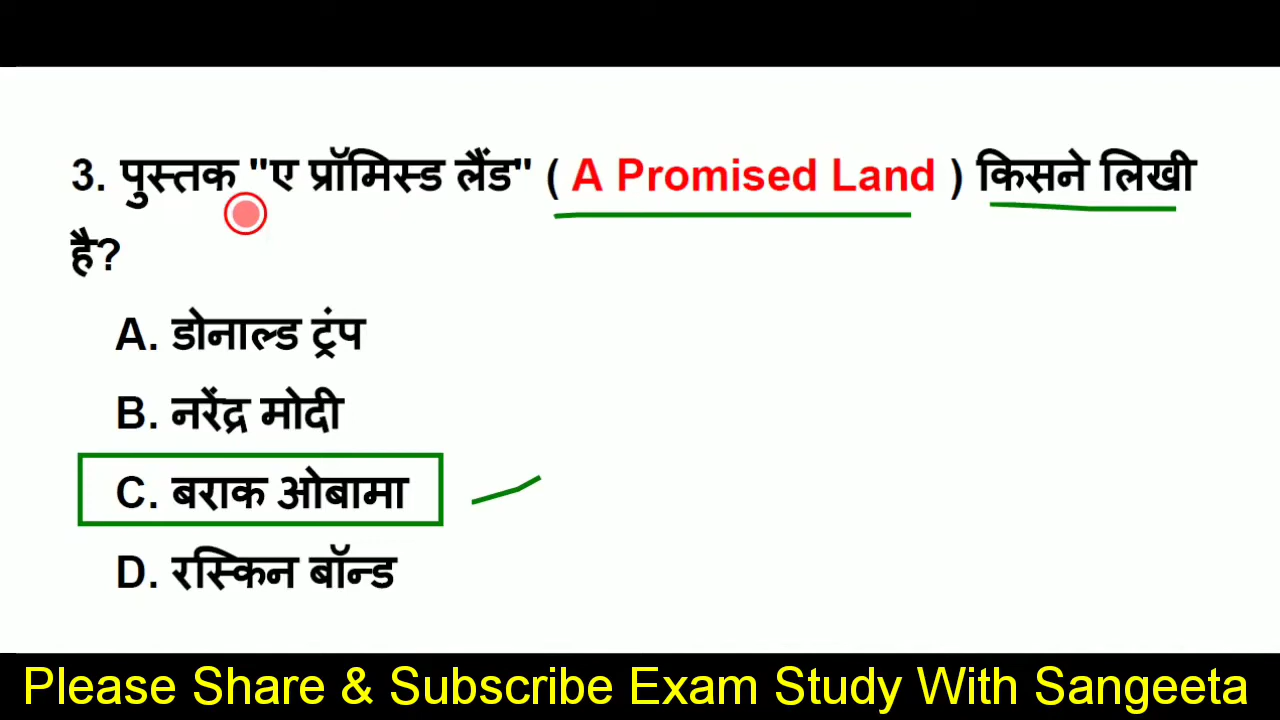 3. पुस्तक "ए प्रॉमिस्ड लैंड" ( A Promised Land ) किसने लिखी
है?
A. डोनाल्ड ट्रंप
B. नरेंद्र मोदी
C. बराक ओबामा
D. रस्किन बॉन्ड
Please Share & Subscribe Exam Study With Sangeeta